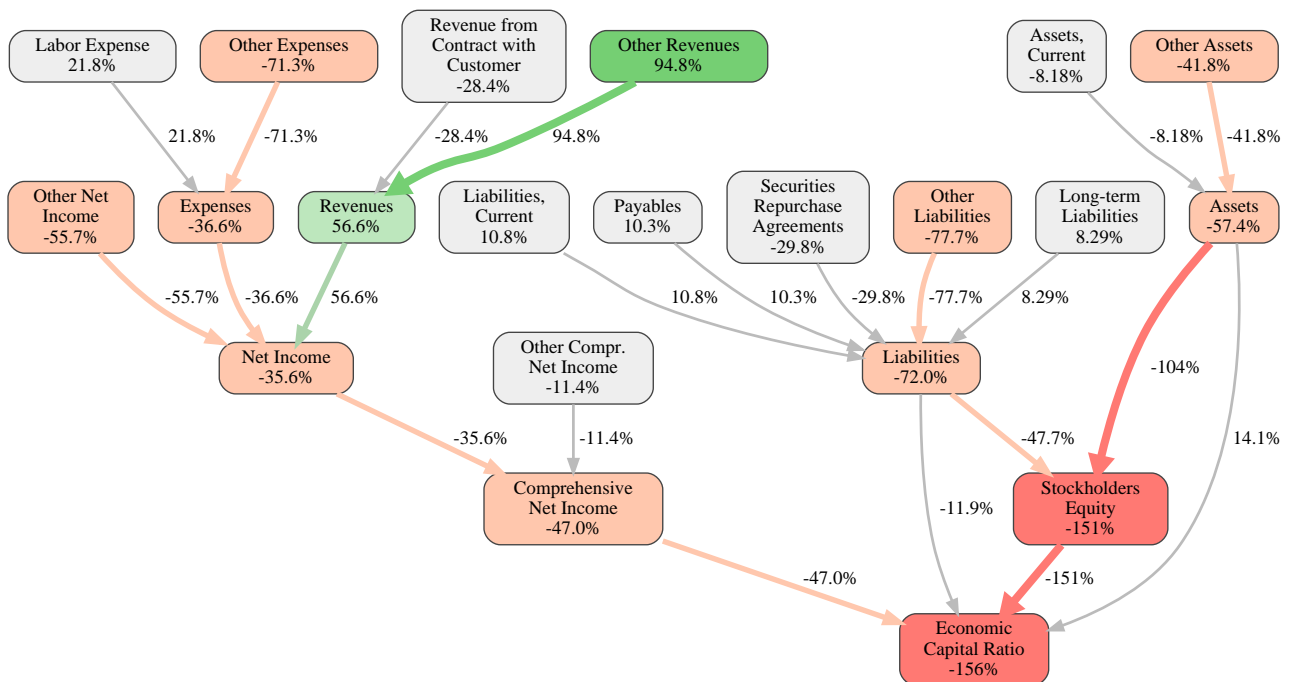 Labor Expense
21.8%
Other Expenses
-71.3%
Revenue from
Contract with
Customer
-28.4%
Other Revenues
94.8%
Assets,
Current
-8.18%
Other Assets
-41.8%
21.8%
-71.3%
-28.4%
94.8%
-8.18%
-41.8%
Other Net
Income
-55.7%
Expenses
-36.6%
Revenues
56.6%
Liabilities,
Current
10.8%
Payables
10.3%
Securities
Repurchase
Agreements
-29.8%
Other
Liabilities
-77.7%
Long-term
Liabilities
8.29%
Assets
-57.4%
-55.7%
-36.6%
56.6%
10.8%
10.3%
-29.8%
-77.7%
8.29%
Net Income
-35.6%
Other Compr.
Net Income
-11.4%
Liabilities
-72.0%
-104%
-35.6%
-11.4%
-47.7%
14.1%
Comprehensive
Net Income
-47.0%
-11.9%
Stockholders
Equity
-151%
-47.0%
-151%
Economic
Capital Ratio
-156%